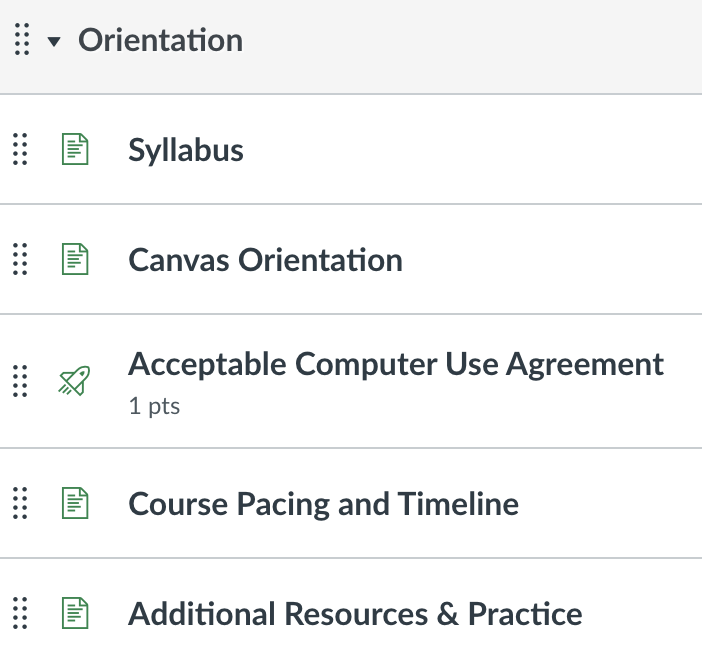 Orientation
Syllabus
Canvas Orientation
Acceptable Computer Use Agreement
1 pts
Course Pacing and Timeline
Additional Resources & Practice